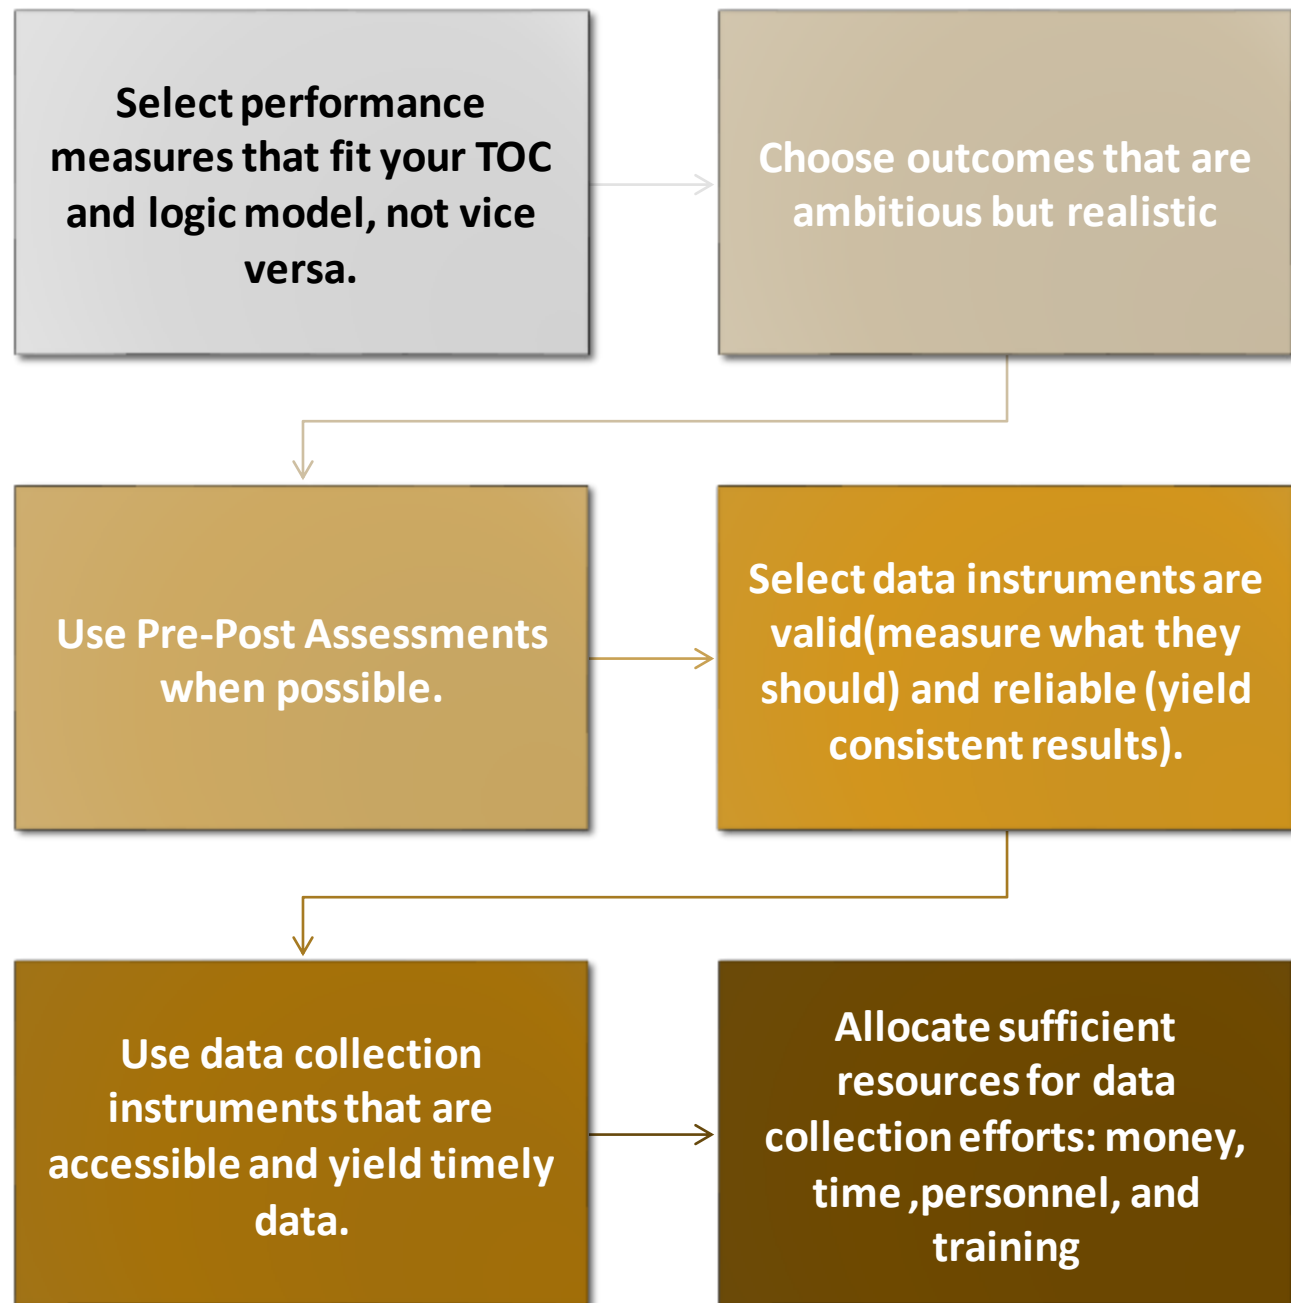 Select performance
measures that fit your TOC
and logic model, not vice
versa.
Choose outcomes that are
ambitious but realistic
Use Pre-Post Assessments
when possible.
Select data instruments are
valid(measure what they
should) and reliable (yield
consistent results).
Use data collection
instruments that are
accessible and yield timely
data.
Allocate sufficient
resources for data
collection efforts: money,
time ,personnel, and
training